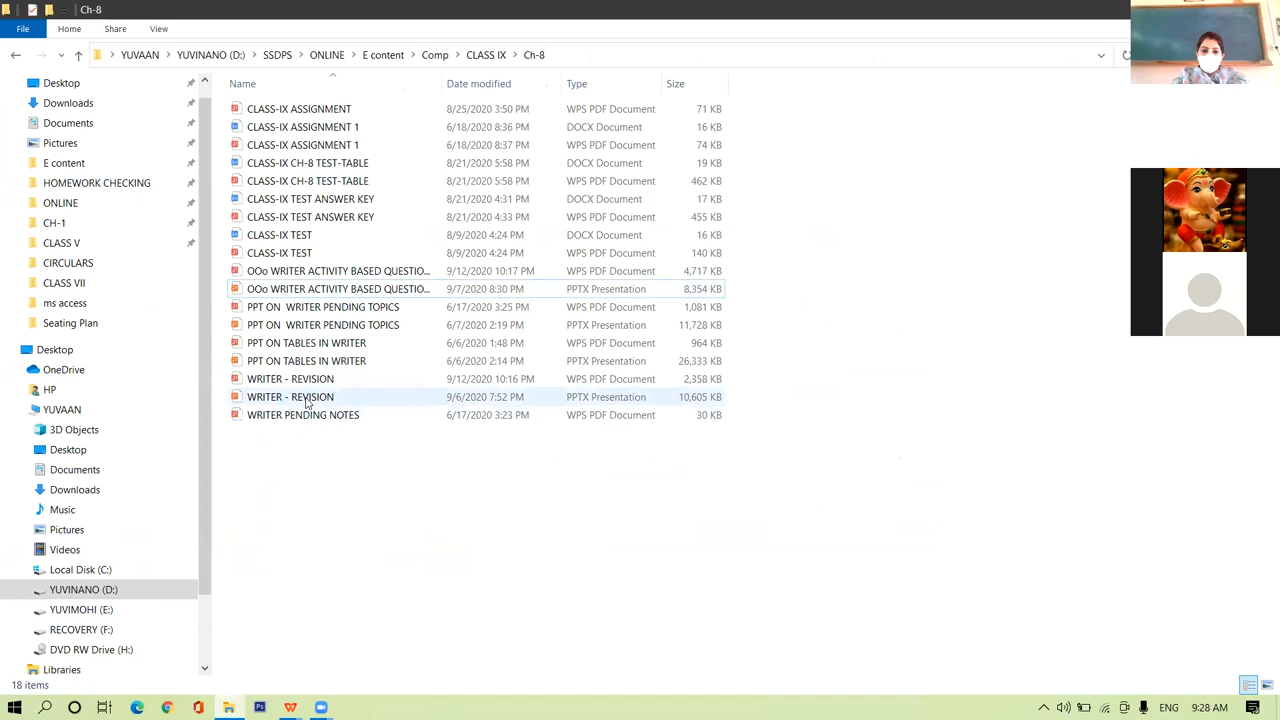 Ch-8
File Home Share View
YUVAAN YUVINANO (D:) SSDPS ONLINE E content Comp CLASS IX Ch-8
Name Date modified Type Size
Desktop
Downloads
Documents
Pictures
E content
HOMEWORK CHECKING
ONLINE
CH-1
CLASS V
CIRCULARS
CLASS VII
ms access
Seating Plan
Desktop
OneDrive
HP
YUVAAN
3D Objects
Desktop
Documents
Downloads
Music
Pictures
Videos
Local Disk (C:)
YUVINANO (D:)
YUVIMOHI (E:)
RECOVERY (F:)
DVD RW Drive (H:)
Libraries
CLASS-IX ASSIGNMENT 8/25/2020 3:50 PM WPS PDF Document 71 KB
CLASS-IX ASSIGNMENT 1 6/18/2020 8:36 PM DOCX Document 16 KB
CLASS-IX ASSIGNMENT 1 6/18/2020 8:37 PM WPS PDF Document 74 KB
CLASS-IX CH-8 TEST-TABLE 8/21/2020 5:58 PM DOCX Document 19 KB
CLASS-IX CH-8 TEST-TABLE 8/21/2020 5:58 PM WPS PDF Document 462 KB
CLASS-IX TEST ANSWER KEY 8/21/2020 4:31 PM DOCX Document 17 KB
CLASS-IX TEST ANSWER KEY 8/21/2020 4:33 PM WPS PDF Document 455 KB
CLASS-IX TEST 8/9/2020 4:24 PM DOCX Document 16 KB
CLASS-IX TEST 8/9/2020 4:24 PM WPS PDF Document 140 KB
OOo WRITER ACTIVITY BASED QUESTIO... 9/12/2020 10:17 PM WPS PDF Document 4,717 KB
OOo WRITER ACTIVITY BASED QUESTIO... 9/7/2020 8:30 PM PPTX Presentation 8,354 KB
PPT ON WRITER PENDING TOPICS 6/17/2020 3:25 PM WPS PDF Document 1,081 KB
PPT ON WRITER PENDING TOPICS 6/7/2020 2:19 PM PPTX Presentation 11,728 KB
PPT ON TABLES IN WRITER 6/6/2020 1:48 PM WPS PDF Document 964 KB
PPT ON TABLES IN WRITER 6/6/2020 2:14 PM PPTX Presentation 26,333 KB
WRITER - REVISION 9/12/2020 10:16 PM WPS PDF Document 2,358 KB
WRITER - REVISION 9/6/2020 7:52 PM PPTX Presentation 10,605 KB
WRITER PENDING NOTES 6/17/2020 3:23 PM WPS PDF Document 30 KB
18 items
ENG 9:28 AM